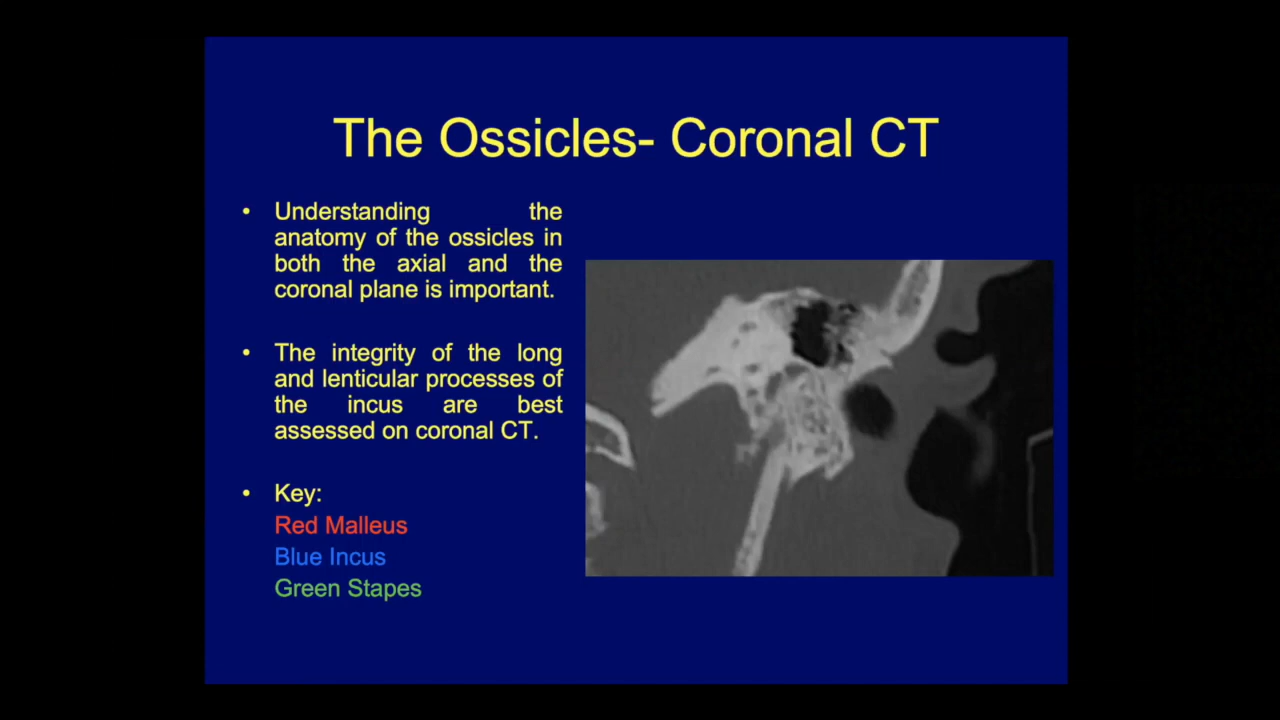 The Ossicles- Coronal CT
• Understanding the
anatomy of the ossicles in
both the axial and the
coronal plane is important.
• The integrity of the long
and lenticular processes of
the incus are best
assessed on coronal CT.
• Key:
Red Malleus
Blue Incus
Green Stapes